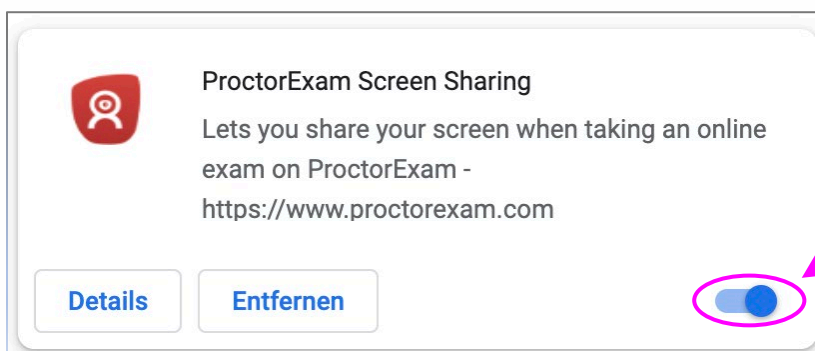 ProctorExam Screen Sharing
Lets you share your screen when taking an online
exam on ProctorExam -
https://www.proctorexam.com
Details Entfernen